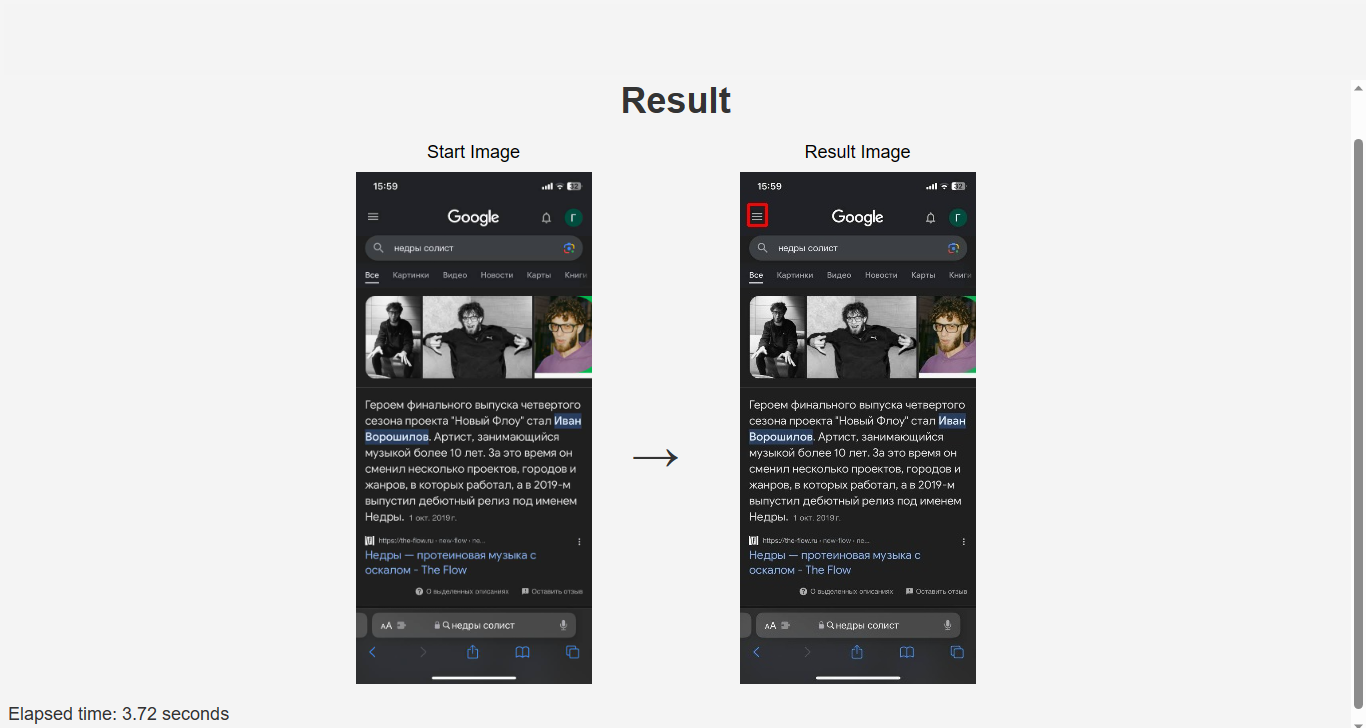 Result
Start Image
15:59
32
Google
Г
недры солист
Все Картинки Видео Новости Карты Книги
Героем финального выпуска четвертого
сезона проекта "Новый Флоу" стал Иван
Ворошилов. Артист, занимающийся
музыкой более 10 лет. За это время он
сменил несколько проектов, городов и
жанров, в которых работал, а в 2019-м
выпустил дебютный релиз под именем
Недры. 1 окт. 2019 г.
https://the-flow.ru › new-flow › ne...
Недры — протеиновая музыка с
оскалом - The Flow
О выделенных описаниях Оставить отзыв
AA недры солист
→
Result Image
15:59
32
Google
Г
недры солист
Все Картинки Видео Новости Карты Книги
Героем финального выпуска четвертого
сезона проекта "Новый Флоу" стал Иван
Ворошилов. Артист, занимающийся
музыкой более 10 лет. За это время он
сменил несколько проектов, городов и
жанров, в которых работал, а в 2019-м
выпустил дебютный релиз под именем
Недры. 1 окт. 2019 г.
https://the-flow.ru › new-flow › ne...
Недры — протеиновая музыка с
оскалом - The Flow
О выделенных описаниях Оставить отзыв
AA недры солист
Elapsed time: 3.72 seconds